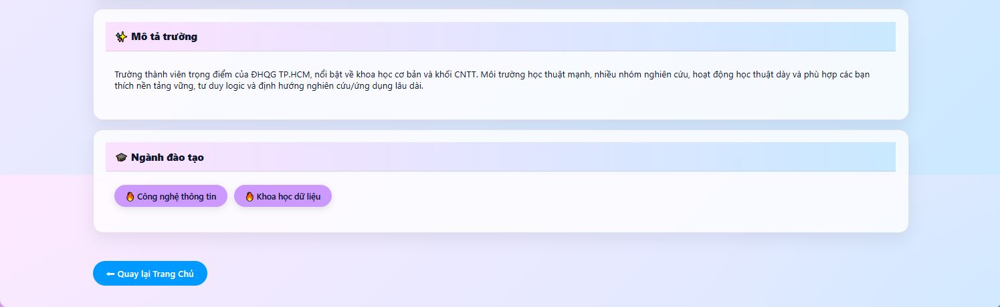 ✨ Mô tả trường
Trường thành viên trọng điểm của ĐHQG TP.HCM, nổi bật về khoa học cơ bản và khối CNTT. Môi trường học thuật mạnh, nhiều nhóm nghiên cứu, hoạt động học thuật dày và phù hợp các bạn
thích nền tảng vững, tư duy logic và định hướng nghiên cứu/ứng dụng lâu dài.
🎓 Ngành đào tạo
🔥 Công nghệ thông tin 🔥 Khoa học dữ liệu
⬅ Quay lại Trang Chủ